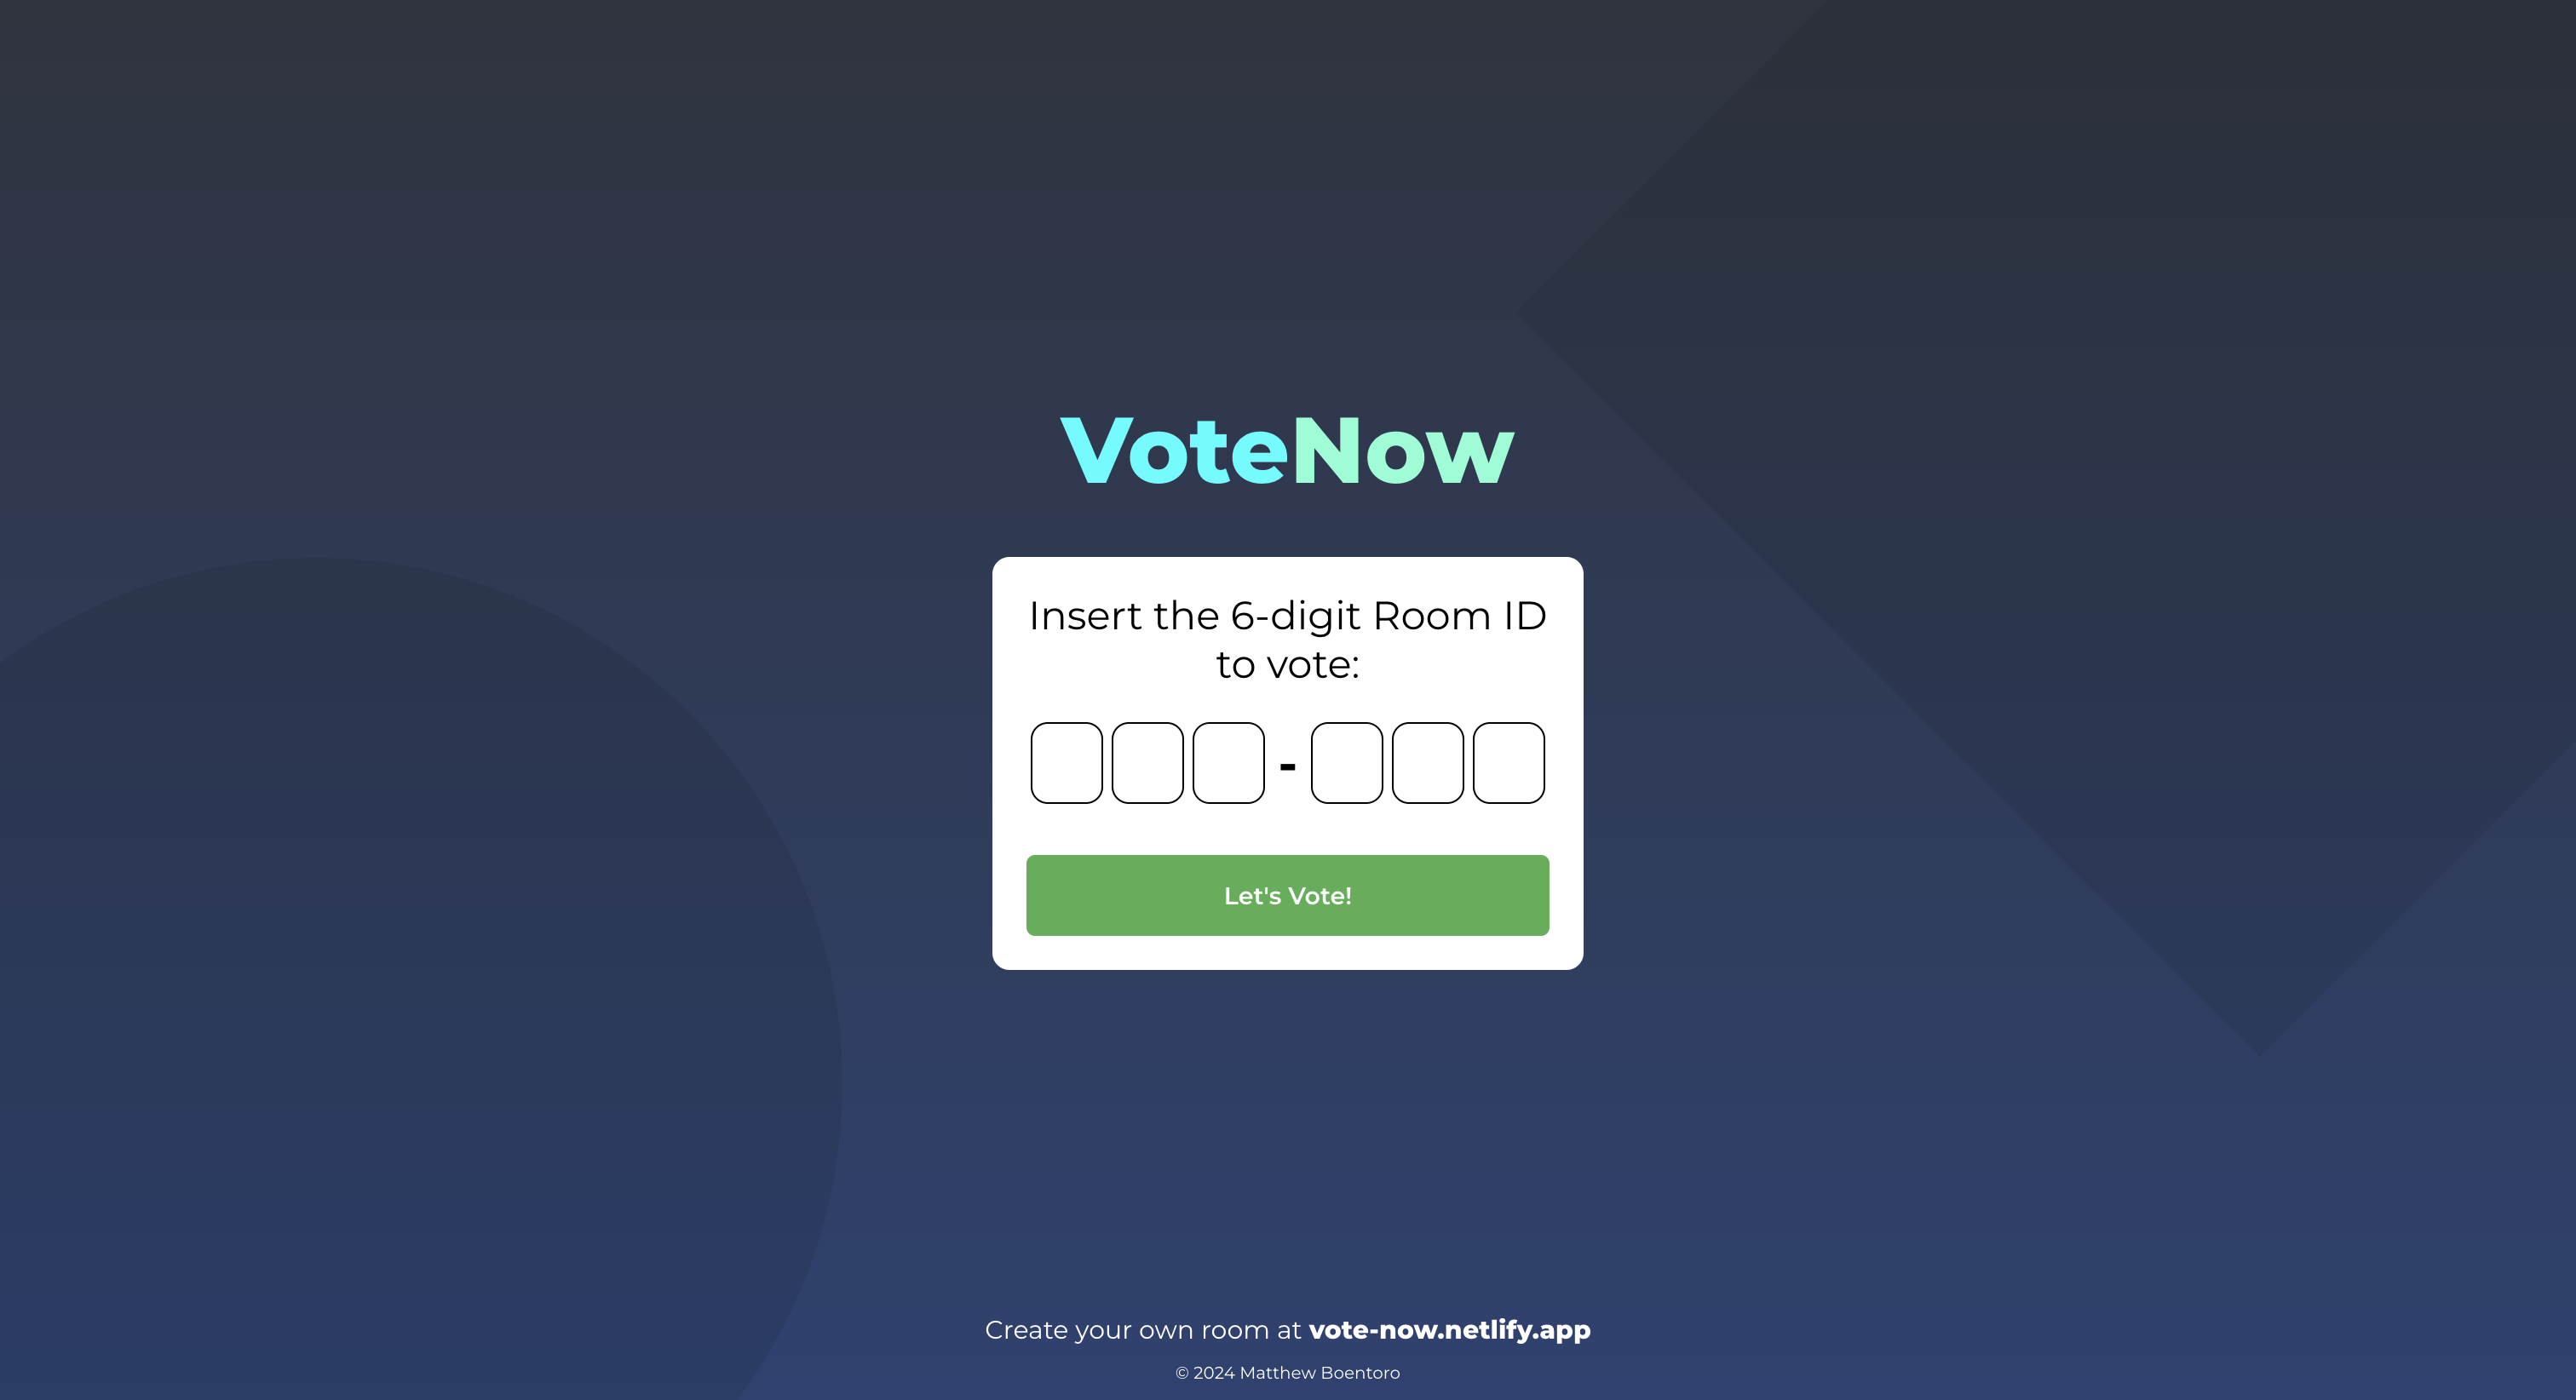 VoteNow
Insert the 6-digit Room ID
to vote:
-
Let's Vote!
Create your own room at vote-now.netlify.app
© 2024 Matthew Boentoro